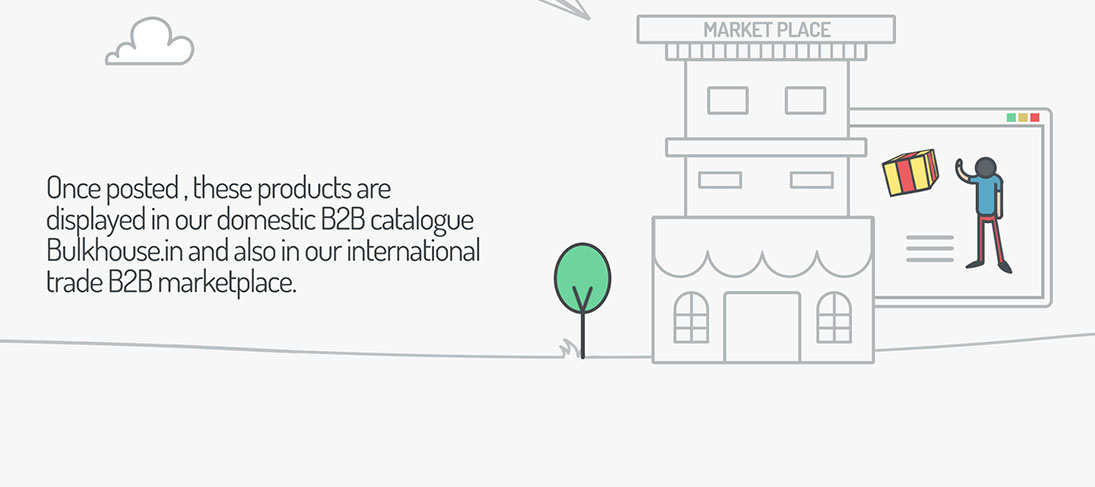 MARKET PLACE
Once posted , these products are
displayed in our domestic B2B catalogue
Bulkhouse.in and also in our international
trade B2B marketplace.